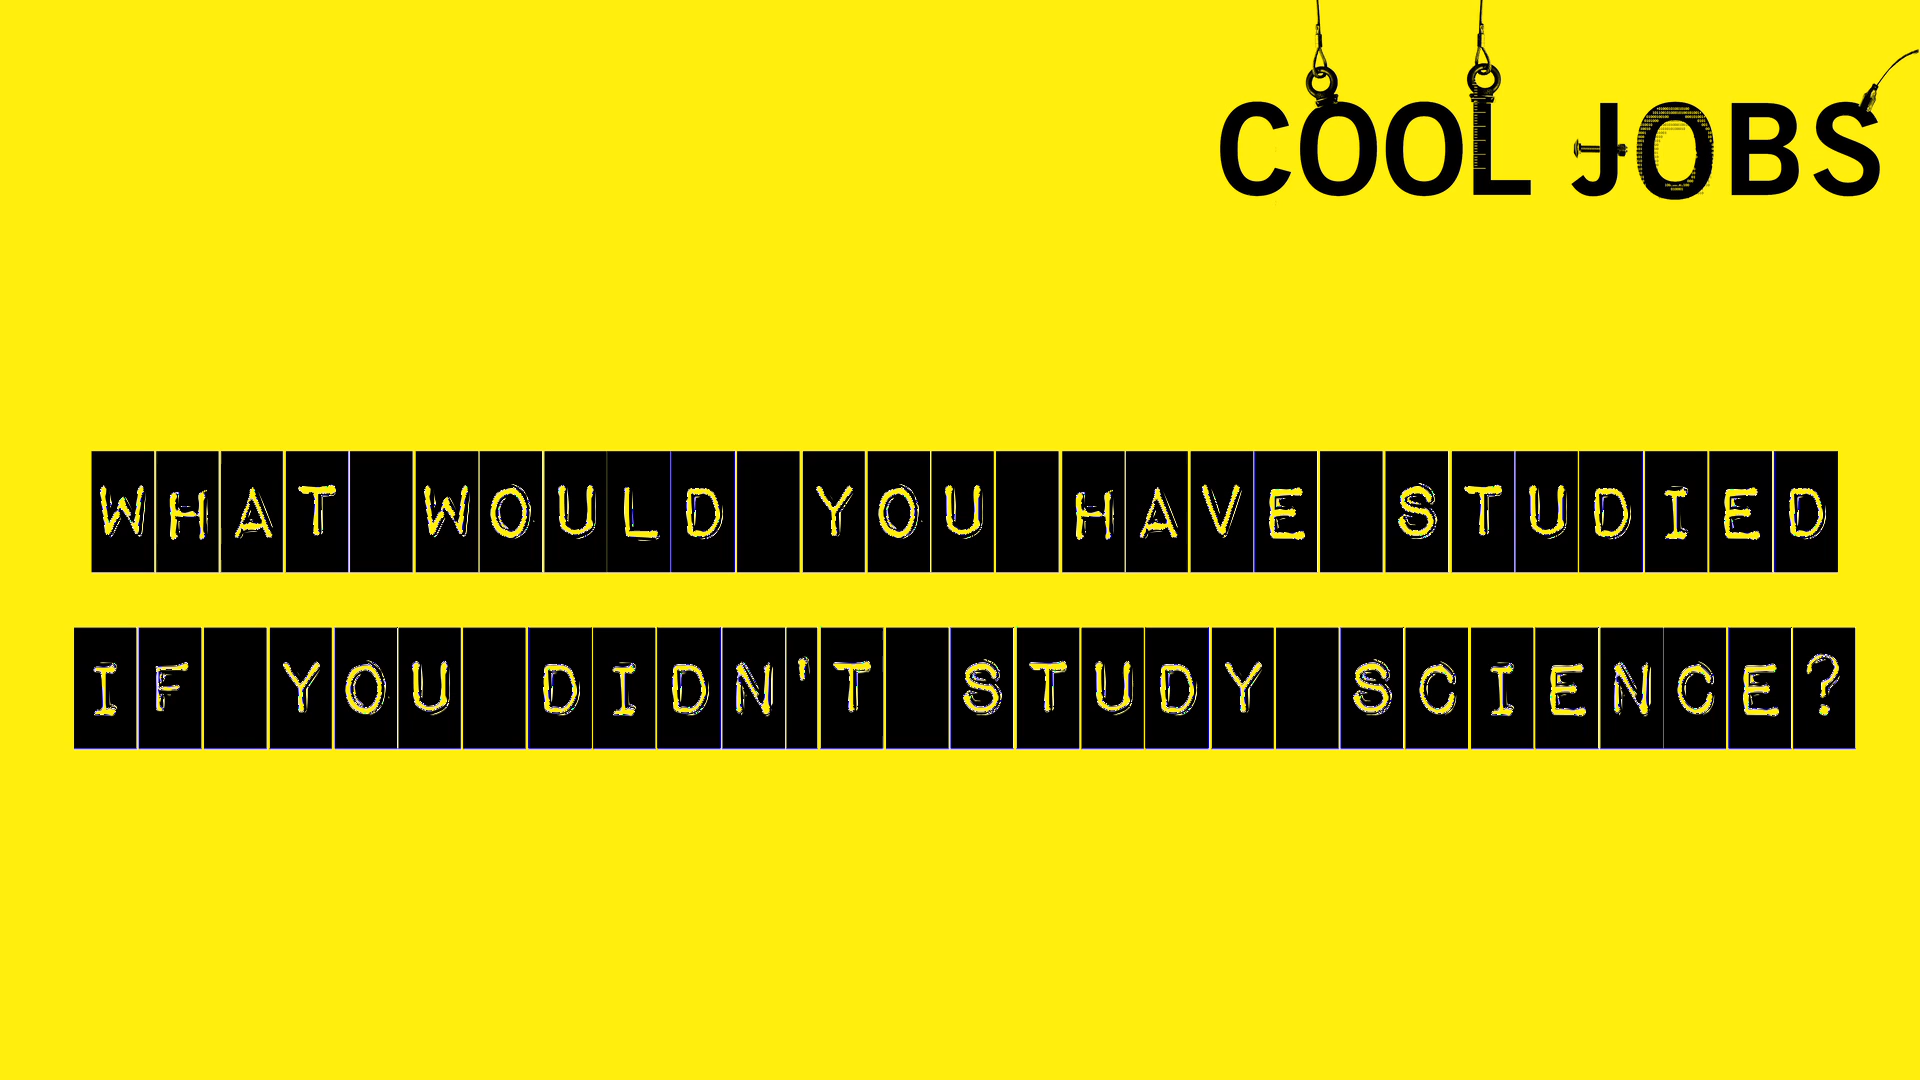 COOL JOBS
WHAT WOULD YOU HAVE STUDIED
IF YOU DIDN'T STUDY SCIENCE?